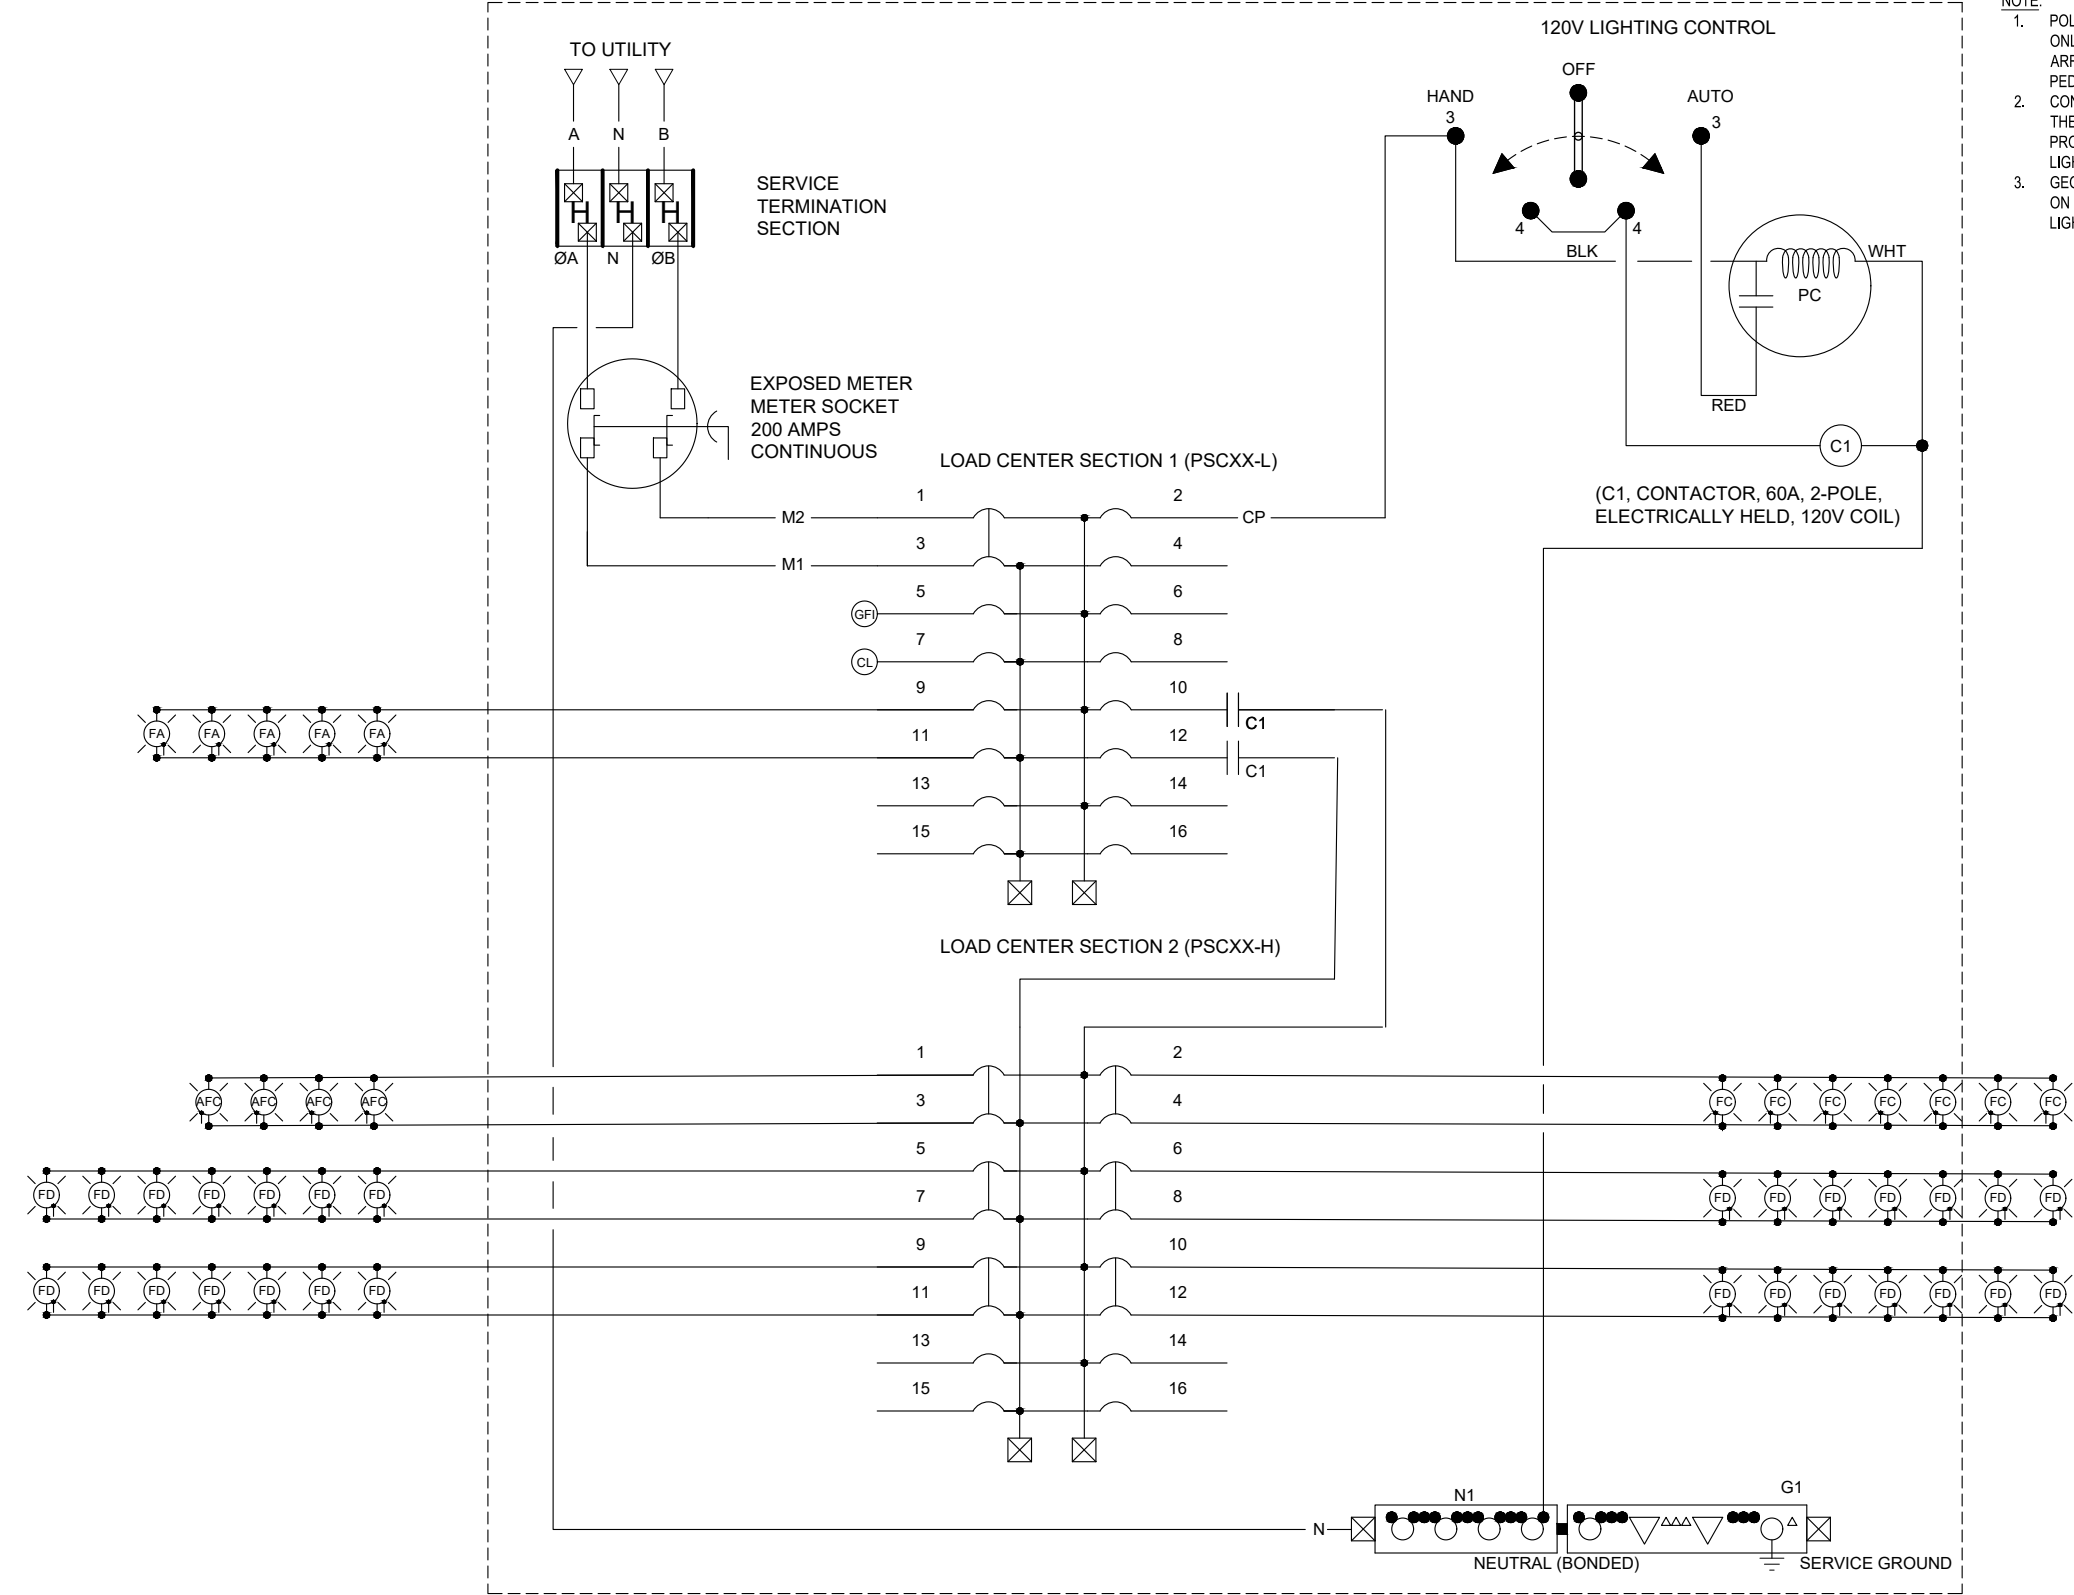 TO UTILITY
A N B
ØA N ØB
SERVICE
TERMINATION
SECTION
EXPOSED METER
METER SOCKET
200 AMPS
CONTINUOUS
120V LIGHTING CONTROL
OFF
HAND
3
AUTO
3
4 4
BLK
WHT
PC
RED
C1
(C1, CONTACTOR, 60A, 2-POLE,
ELECTRICALLY HELD, 120V COIL)
NOTE:
1.
2.
3. 
ON
LOAD CENTER SECTION 1 (PSCXX-L)
1 2
M2 CP
3 4
M1
5 6
GFI
7 8
CL
9 10
C1
FA FA FA FA FA
11 12
C1
13 14
15 16
LOAD CENTER SECTION 2 (PSCXX-H)
1 2
AFC AFC AFC AFC FC FC FC FC FC FC FC
3 4
5 6
FD FD FD FD FD FD FD FD FD FD FD FD FD FD
7 8
9 10
FD FD FD FD FD FD FD FD FD FD FD FD FD FD
11 12
13 14
15 16
N1 G1
N
NEUTRAL (BONDED) SERVICE GROUND